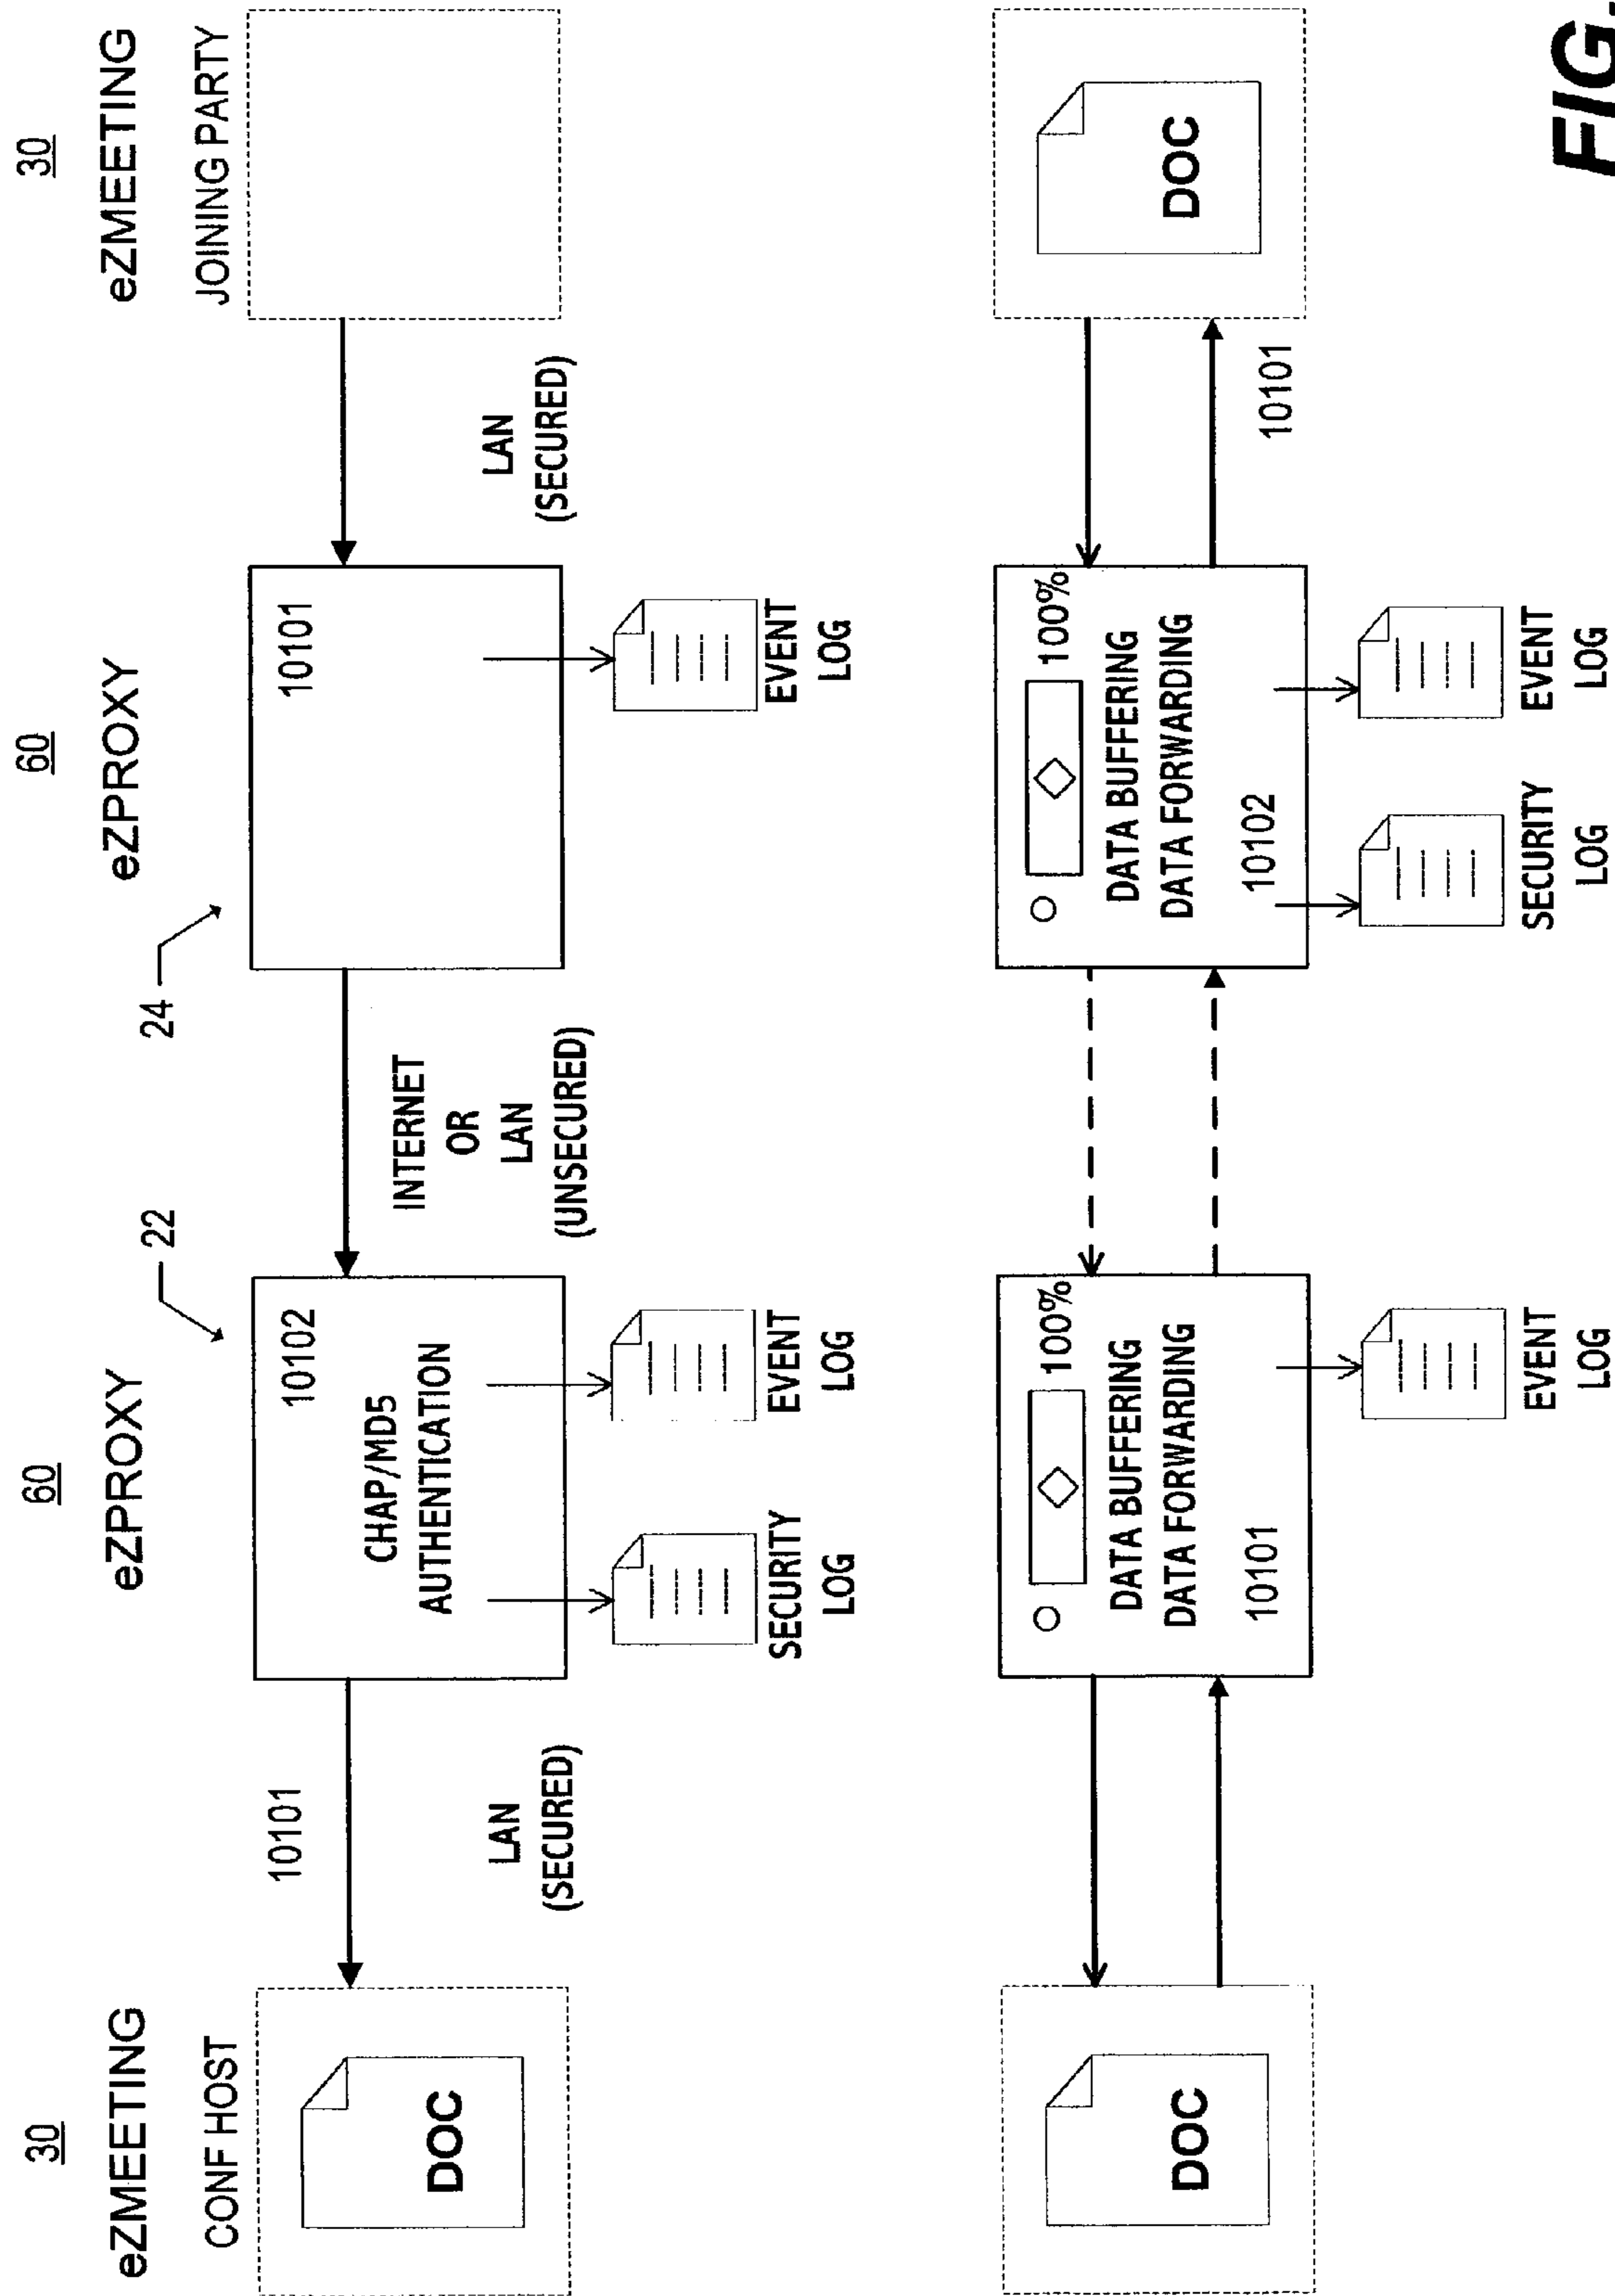 30
60
60
30
eZMEETING
eZPROXY
eZPROXY
eZMEETING
22
24
CONF HOST
JOINING PARTY
DOC
10101
10102
CHAP/MD5
AUTHENTICATION
10101
LAN
(SECURED)
INTERNET
OR
LAN
(UNSECURED)
LAN
(SECURED)
SECURITY
LOG
EVENT
LOG
EVENT
LOG
DOC
100%
DATA BUFFERING
DATA FORWARDING
10101
EVENT
LOG
100%
DATA BUFFERING
DATA FORWARDING
10102
SECURITY
LOG
EVENT
LOG
10101
DOC
FIG.